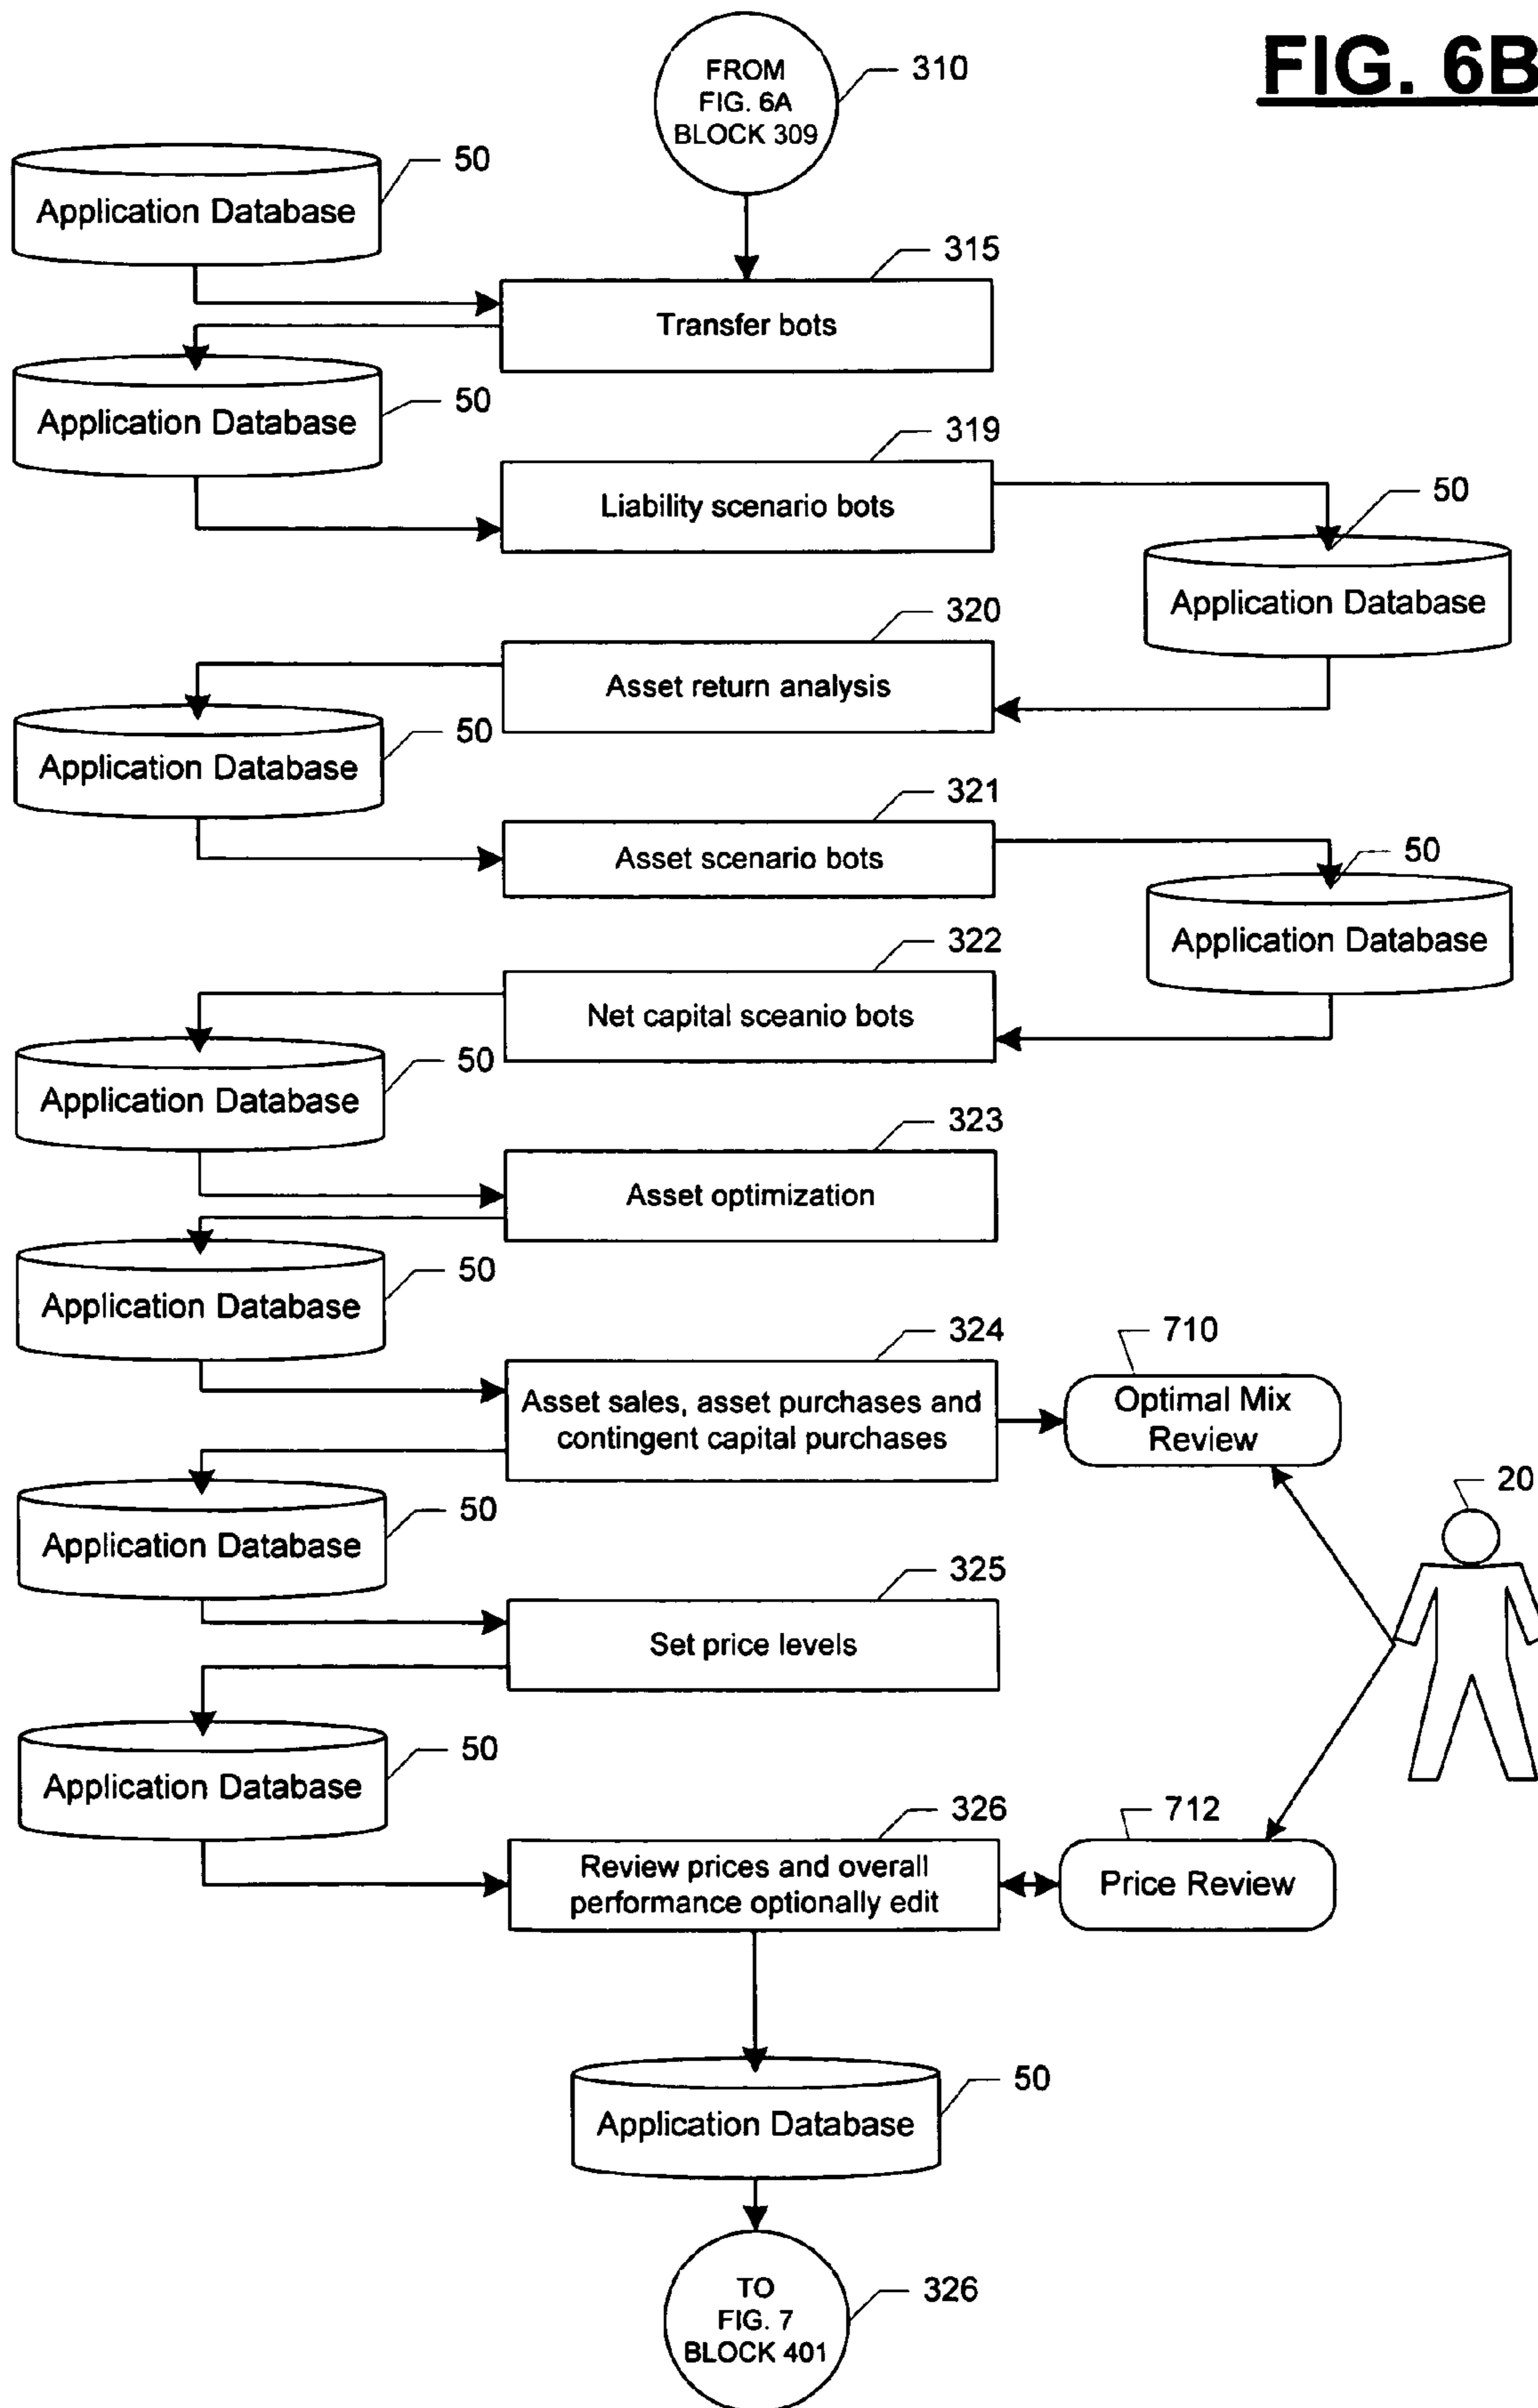 FIG. 6B
FROM
FIG. 6A
BLOCK 309
310
50
Application Database
315
Transfer bots
50
Application Database
319
Liability scenario bots
50
Application Database
320
Asset return analysis
50
Application Database
321
Asset scenario bots
50
Application Database
322
Net capital sceanio bots
50
Application Database
323
Asset optimization
50
Application Database
324
Asset sales, asset purchases and
contingent capital purchases
710
Optimal Mix
Review
20
50
Application Database
325
Set price levels
50
Application Database
326
Review prices and overall
performance optionally edit
712
Price Review
50
Application Database
TO
FIG. 7
BLOCK 401
326